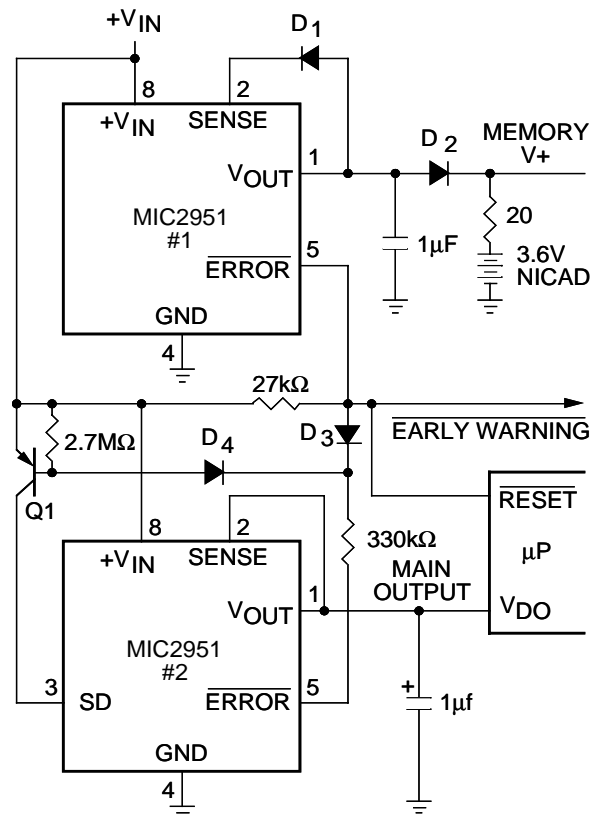 +VIN
D1
8
2
+VIN
SENSE
D2
MEMORY
V+
VOUT
1
MIC2951
#1
20
1µF
3.6V
NICAD
ERROR
5
GND
4
27kΩ
2.7MΩ
D4
D3
EARLY WARNING
Q1
8
2
RESET
330kΩ
+VIN
SENSE
µP
MAIN
OUTPUT
VOUT
1
VDO
MIC2951
#2
3
SD
ERROR
5
+
1µf
GND
4